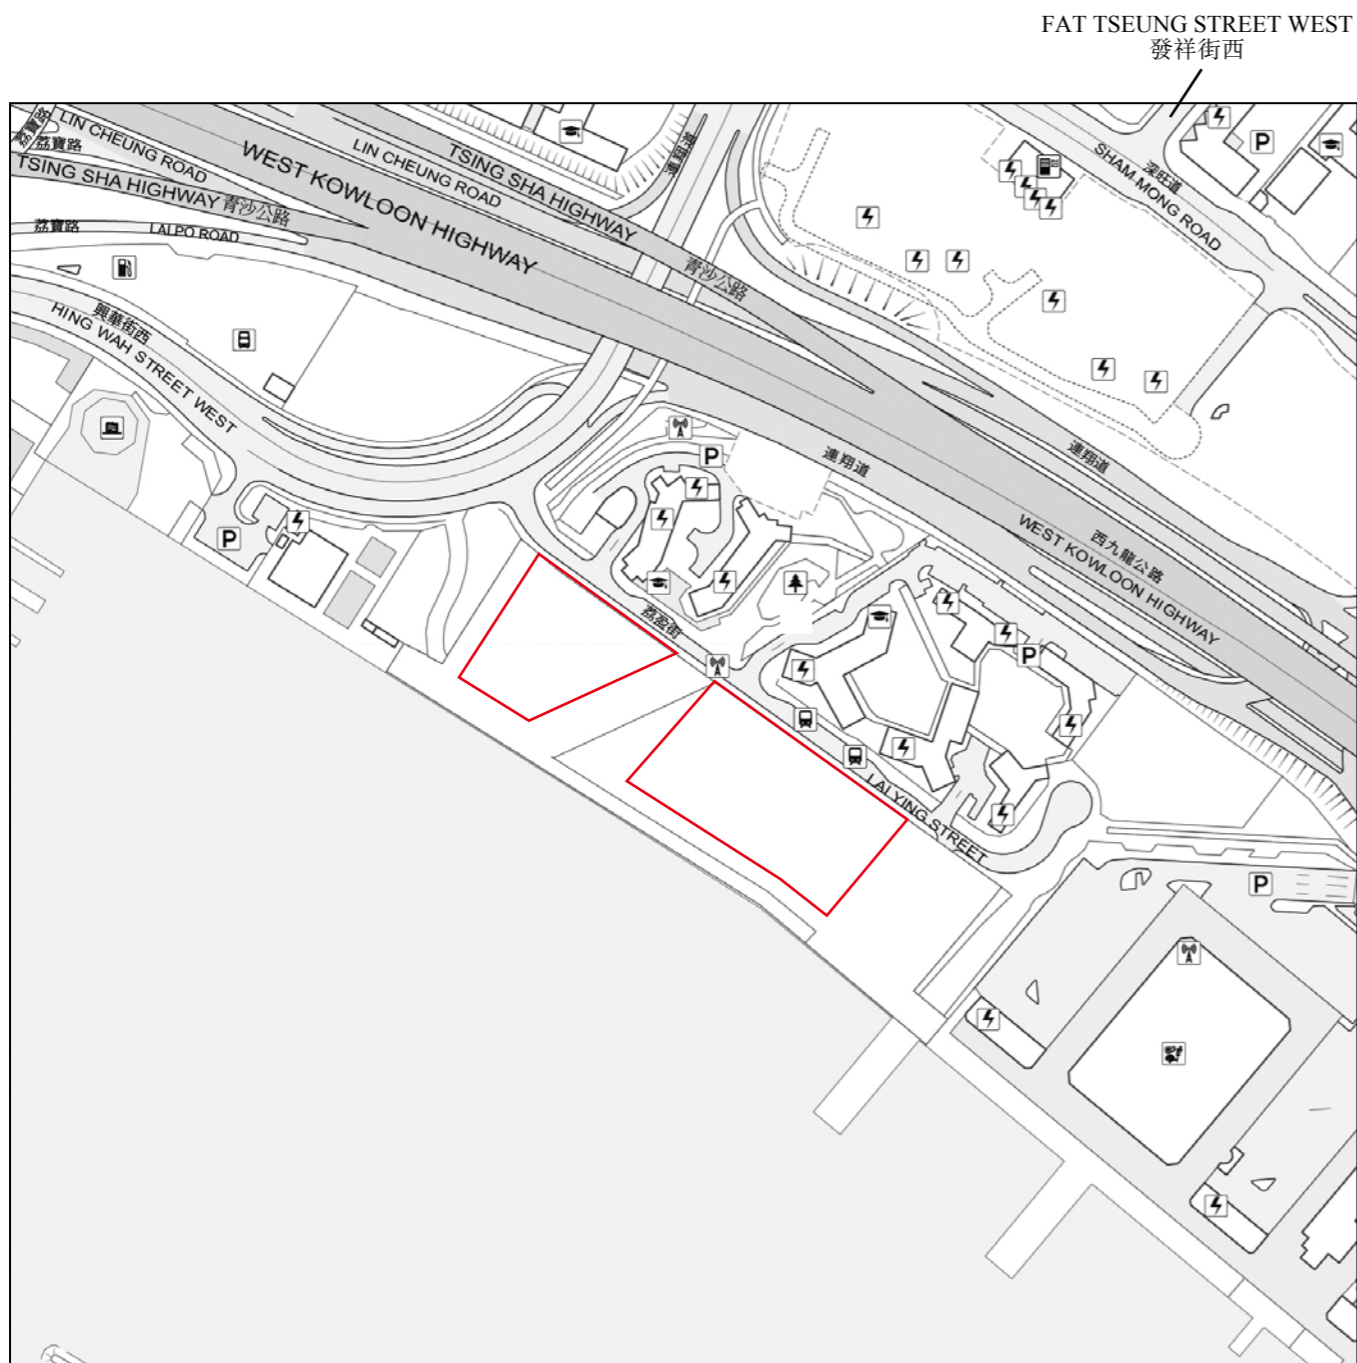 FAT TSEUNG STREET WEST
發祥街西
荔寶路
LIN CHEUNG ROAD
荔寶路
TSING SHA HIGHWAY 青沙公路
荔寶路
LAI PO ROAD
WEST KOWLOON HIGHWAY
LIN CHEUNG ROAD
TSING SHA HIGHWAY
青沙公路
連翔道
深旺道
SHAM MONG ROAD
P
興華街西
HING WAH STREET WEST
P
P
連翔道
連翔道
西九龍公路
WEST KOWLOON HIGHWAY
荔盈街
P
LAI YING STREET
P